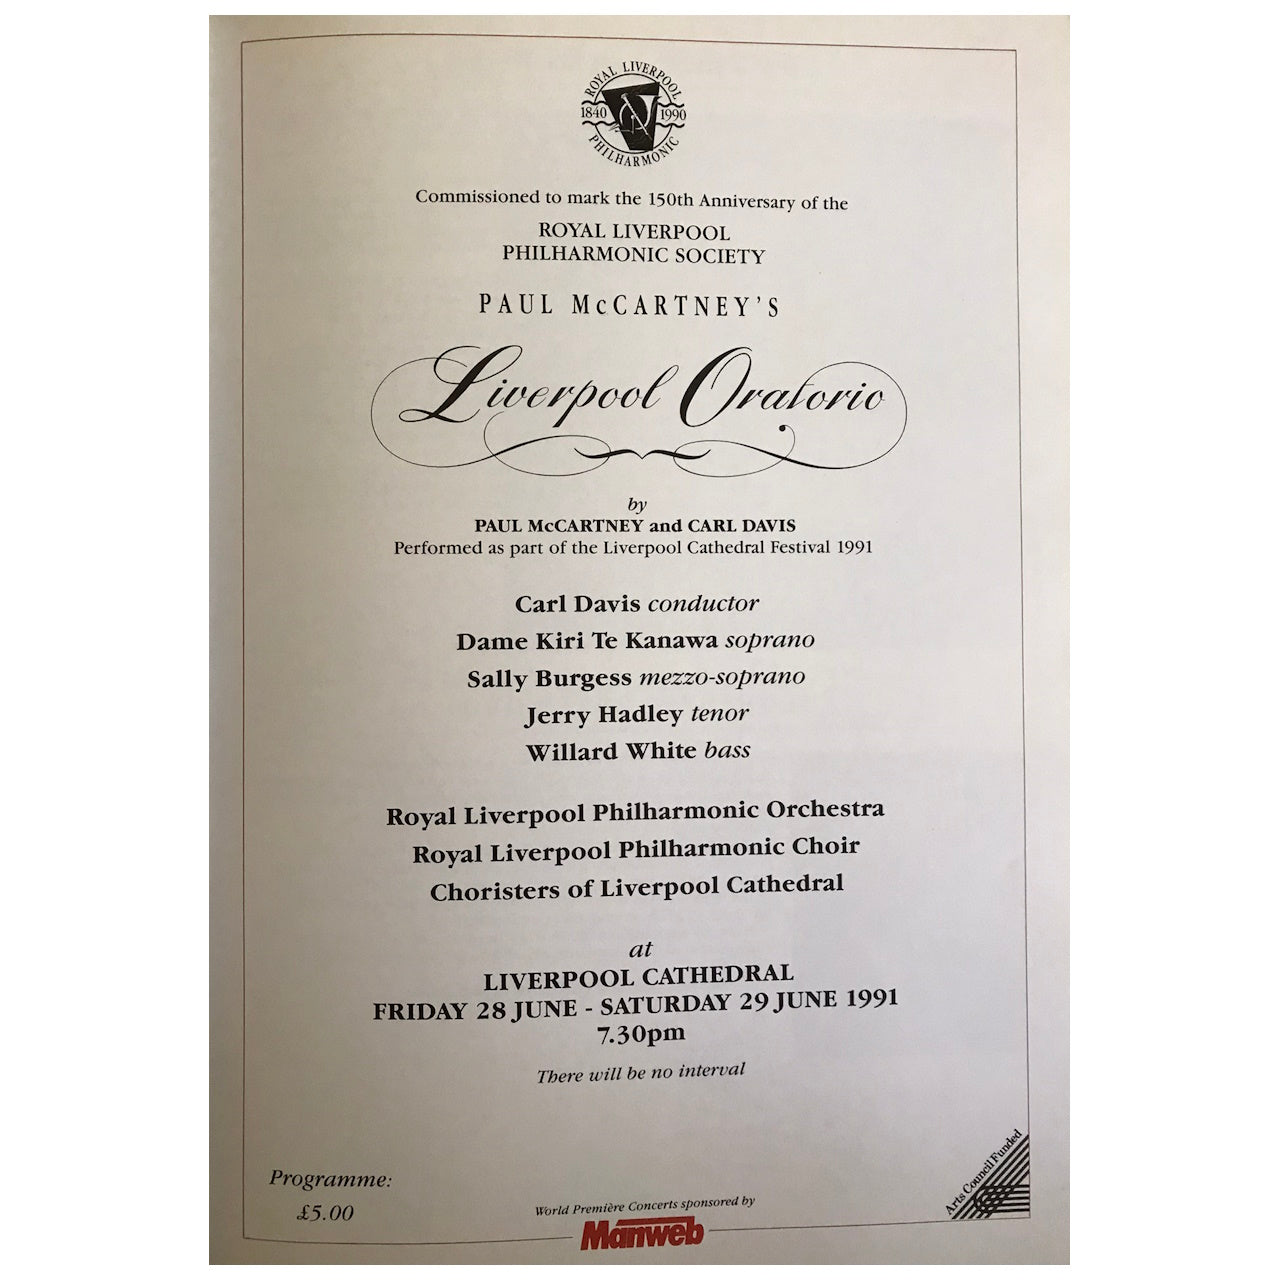 ROYAL LIVERPOOL
1840 1990
PHILHARMONIC
Commissioned to mark the 150th Anniversary of the
ROYAL LIVERPOOL
PHILHARMONIC SOCIETY
PAUL McCARTNEY'S
Liverpool Oratorio
by
PAUL McCARTNEY and CARL DAVIS
Performed as part of the Liverpool Cathedral Festival 1991
Carl Davis conductor
Dame Kiri Te Kanawa soprano
Sally Burgess mezzo-soprano
Jerry Hadley tenor
Willard White bass
Royal Liverpool Philharmonic Orchestra
Royal Liverpool Philharmonic Choir
Choristers of Liverpool Cathedral
at
LIVERPOOL CATHEDRAL
FRIDAY 28 JUNE - SATURDAY 29 JUNE 1991
7.30pm
There will be no interval
Programme:
£5.00
World Première Concerts sponsored by
Manweb
Arts Council Funded